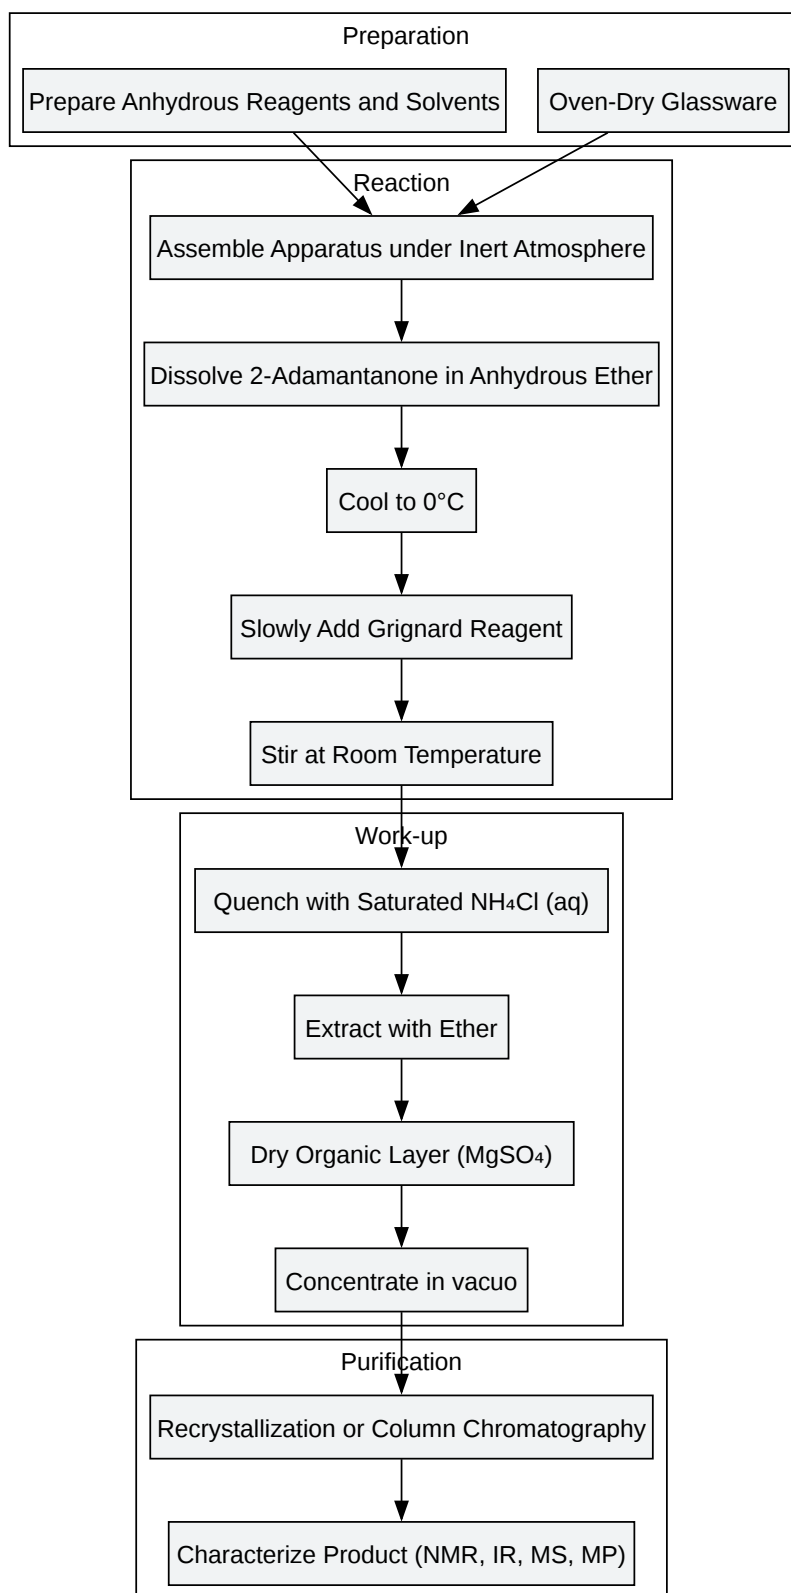 Preparation
Prepare Anhydrous Reagents and Solvents
Oven-Dry Glassware
Reaction
Assemble Apparatus under Inert Atmosphere
Dissolve 2-Adamantanone in Anhydrous Ether
Cool to 0°C
Slowly Add Grignard Reagent
Stir at Room Temperature
Work-up
Quench with Saturated NH₄Cl (aq)
Extract with Ether
Dry Organic Layer (MgSO₄)
Concentrate in vacuo
Purification
Recrystallization or Column Chromatography
Characterize Product (NMR, IR, MS, MP)